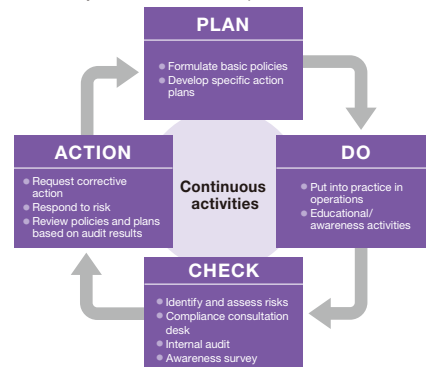 PLAN
● Formulate basic policies
● Develop specific action
plans
ACTION
● Request corrective
action
● Respond to risk
● Review policies and plans
based on audit results
Continuous
activities
DO
● Put into practice in
operations
● Educational/
awareness activities
CHECK
● Identify and assess risks
● Compliance consultation
desk
● Internal audit
● Awareness survey